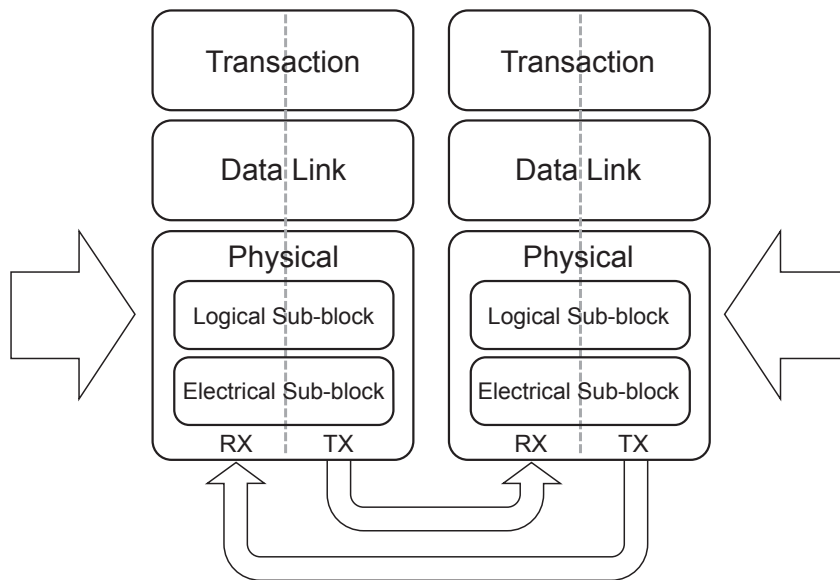 Transaction
Transaction
Data Link
Data Link
Physical
Physical
Logical Sub-block
Logical Sub-block
Electrical Sub-block
Electrical Sub-block
RX TX
RX TX